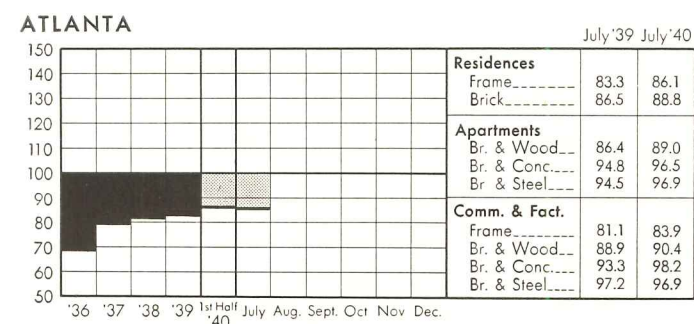 ATLANTA
July '39 July '40
150
140
130
120
110
100
90
80
70
60
50
'36 '37 '38 '39 1st Half '40 July Aug. Sept. Oct Nov Dec.
Residences
Frame 83.3 86.1
Brick 86.5 88.8
Apartments
Br. & Wood 86.4 89.0
Br. & Conc. 94.8 96.5
Br & Steel 94.5 96.9
Comm. & Fact.
Frame 81.1 83.9
Br. & Wood 88.9 90.4
Br. & Conc. 93.3 98.2
Br. & Steel 97.2 96.9